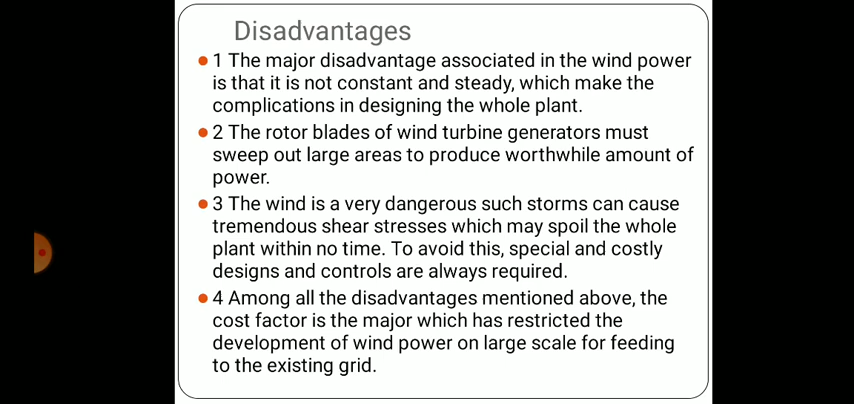 Disadvantages
1 The major disadvantage associated in the wind power
is that it is not constant and steady, which make the
complications in designing the whole plant.
2 The rotor blades of wind turbine generators must
sweep out large areas to produce worthwhile amount of
power.
3 The wind is a very dangerous such storms can cause
tremendous shear stresses which may spoil the whole
plant within no time. To avoid this, special and costly
designs and controls are always required.
4 Among all the disadvantages mentioned above, the
cost factor is the major which has restricted the
development of wind power on large scale for feeding
to the existing grid.